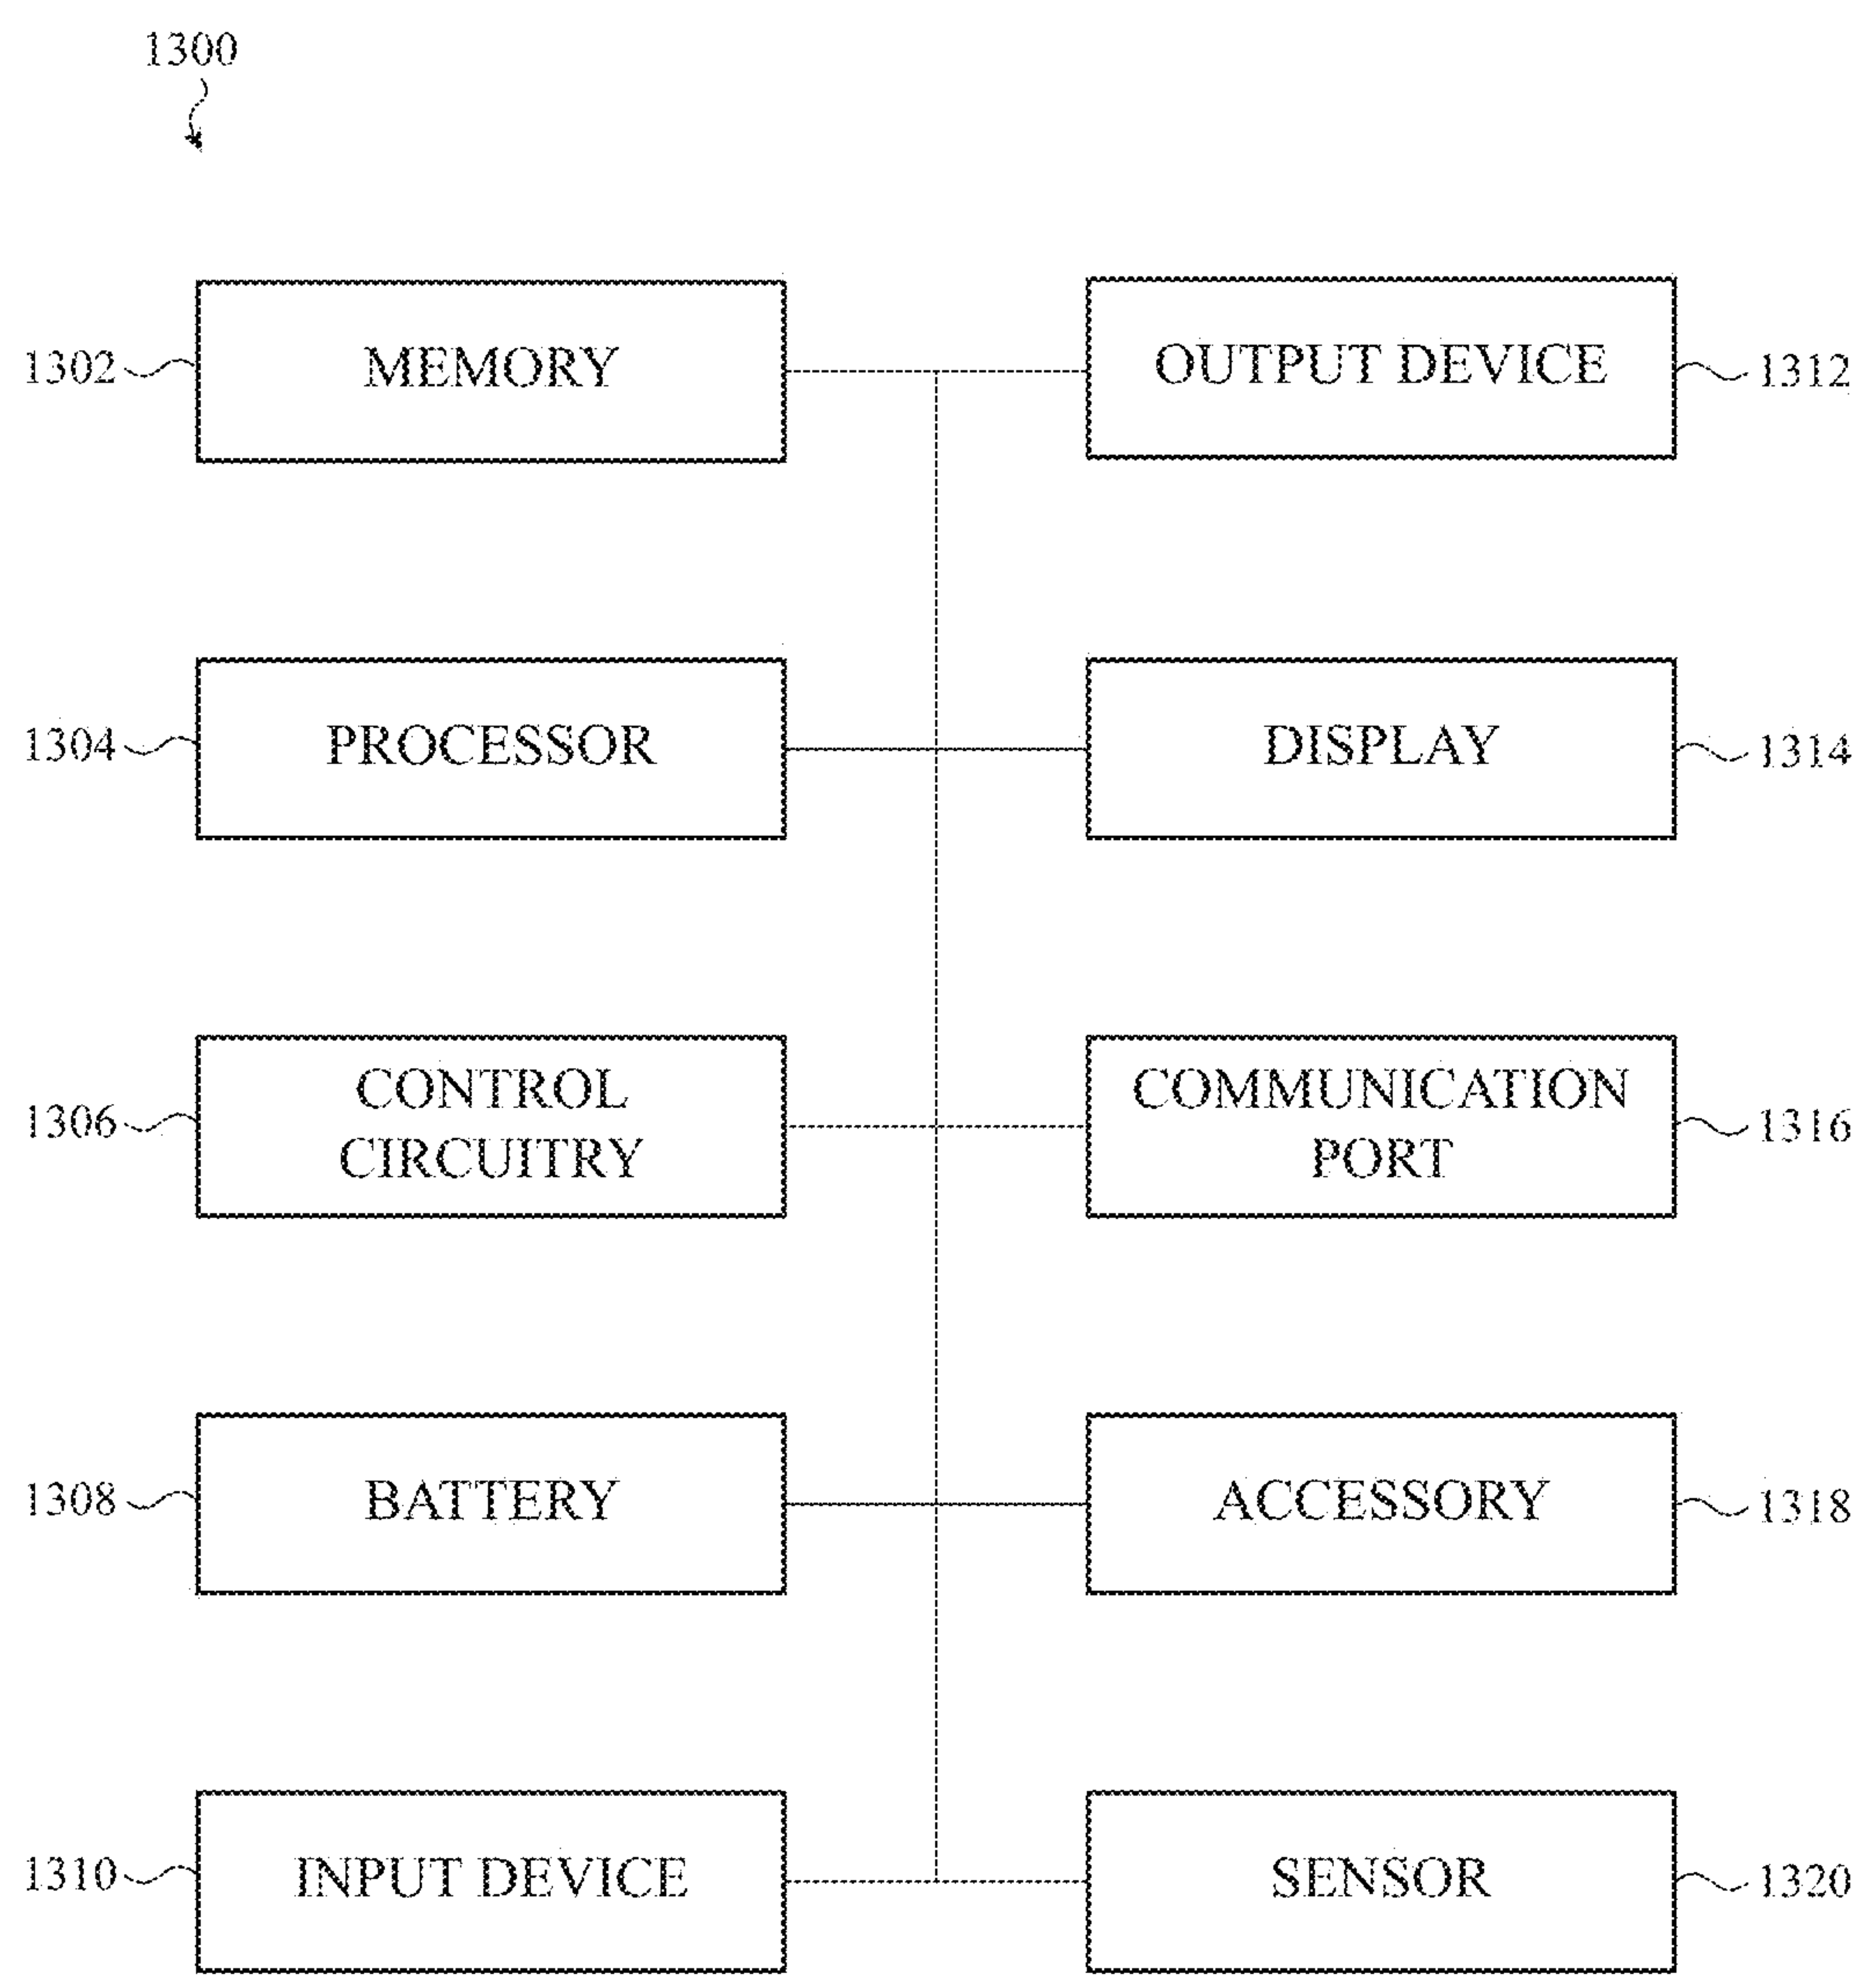 1300
1302
MEMORY
OUTPUT DEVICE
1312
1304
PROCESSOR
DISPLAY
1314
1306
CONTROL
CIRCUITRY
COMMUNICATION
PORT
1316
1308
BATTERY
ACCESSORY
1318
1310
INPUT DEVICE
SENSOR
1320